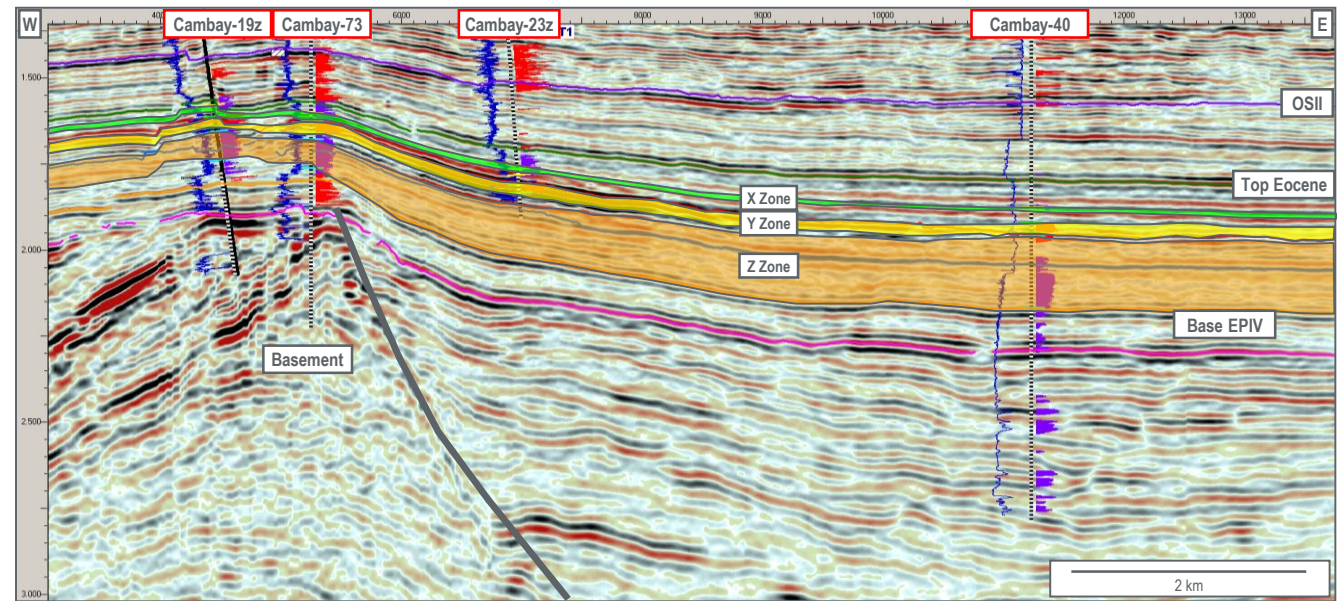 W
Cambay-19z
Cambay-73
Cambay-23z
T1
Cambay-40
E
6000
8000
9000
10000
12000
13000
1.500
OSII
Top Eocene
X Zone
Y Zone
2.000
Z Zone
Base EPIV
Basement
2.500
2 km
3.000